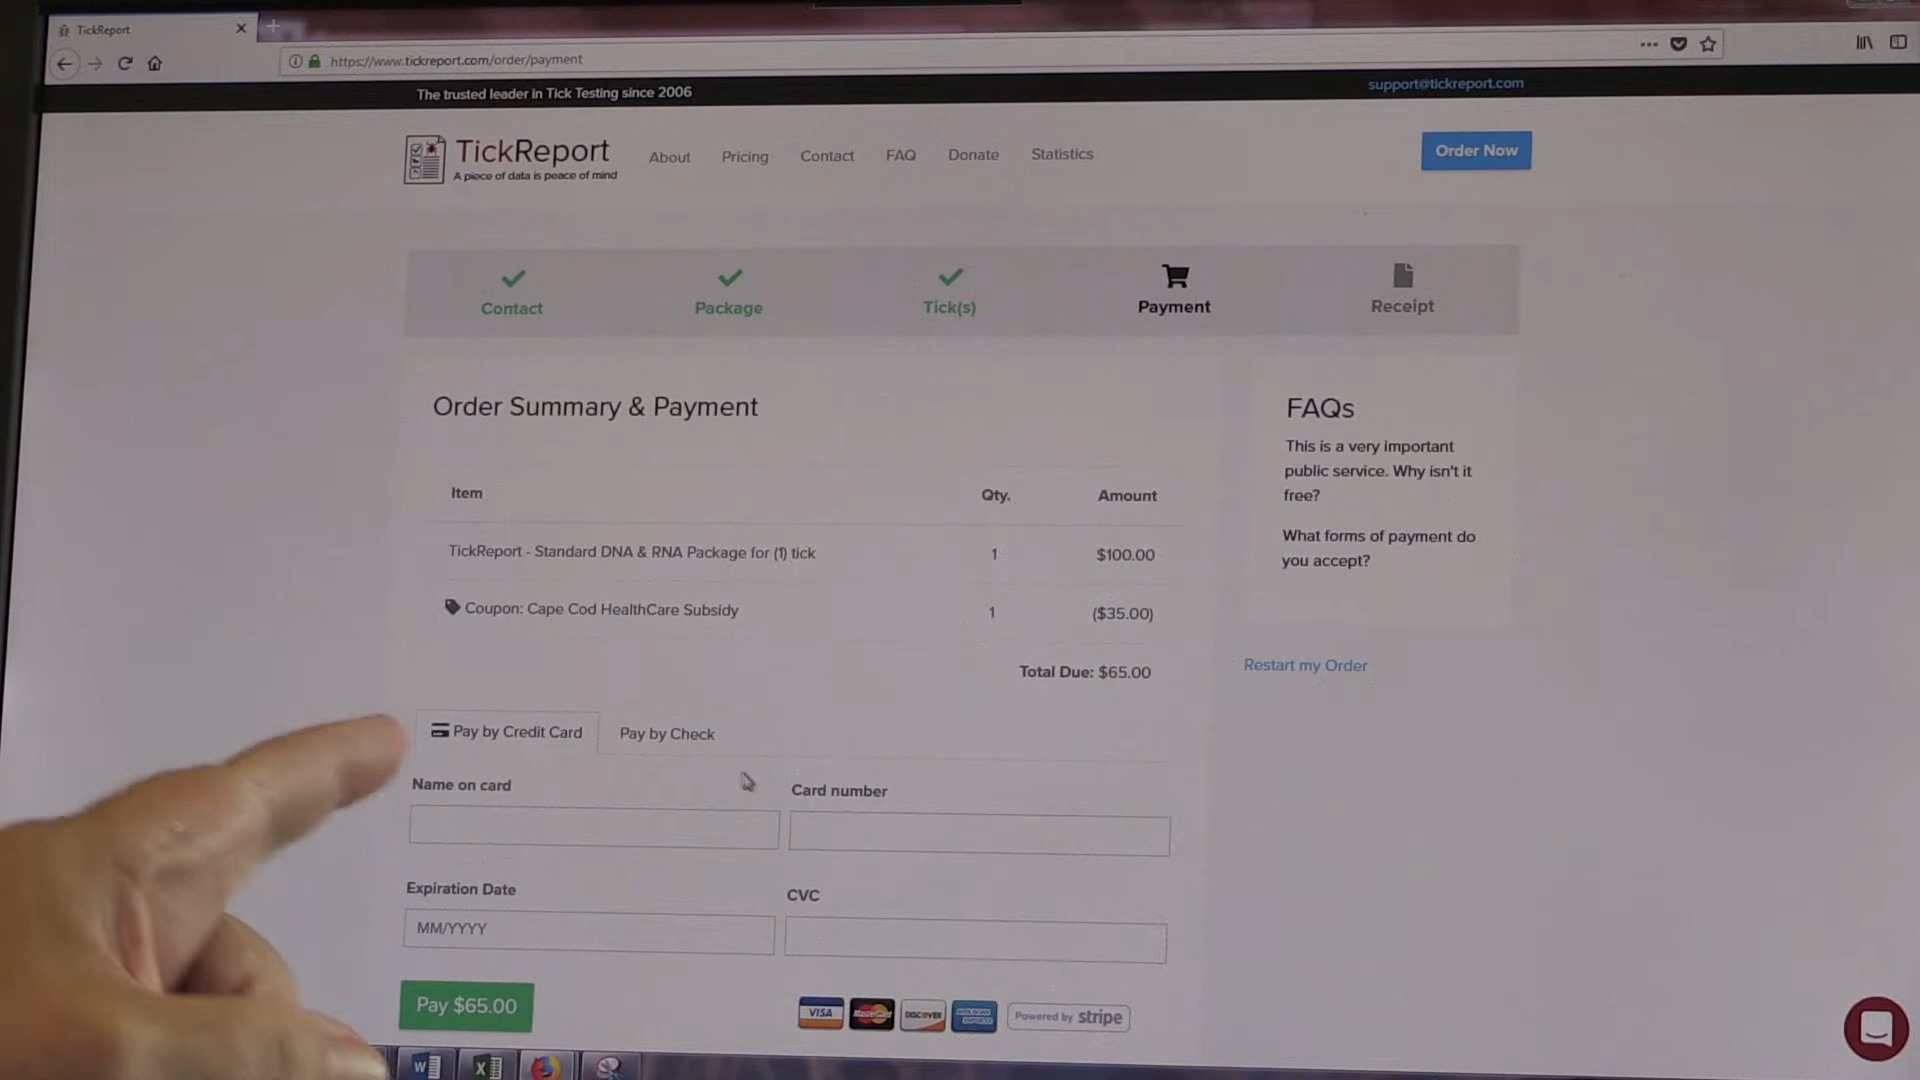 TickReport
https://www.tickreport.com/order/payment
The trusted leader in Tick Testing since 2006
support@tickreport.com
TickReport
A piece of data is peace of mind
About Pricing Contact FAQ Donate Statistics
Order Now
Contact Package Tick(s) Payment Receipt
Order Summary & Payment
Item Qty. Amount
TickReport - Standard DNA & RNA Package for (1) tick 1 $100.00
Coupon: Cape Cod HealthCare Subsidy 1 ($35.00)
Total Due: $65.00
FAQs
This is a very important
public service. Why isn't it
free?
What forms of payment do
you accept?
Restart my Order
Pay by Credit Card Pay by Check
Name on card Card number
Expiration Date CVC
MM/YYYY
Pay $65.00
VISA MasterCard DISCOVER AMERICAN EXPRESS Powered by stripe